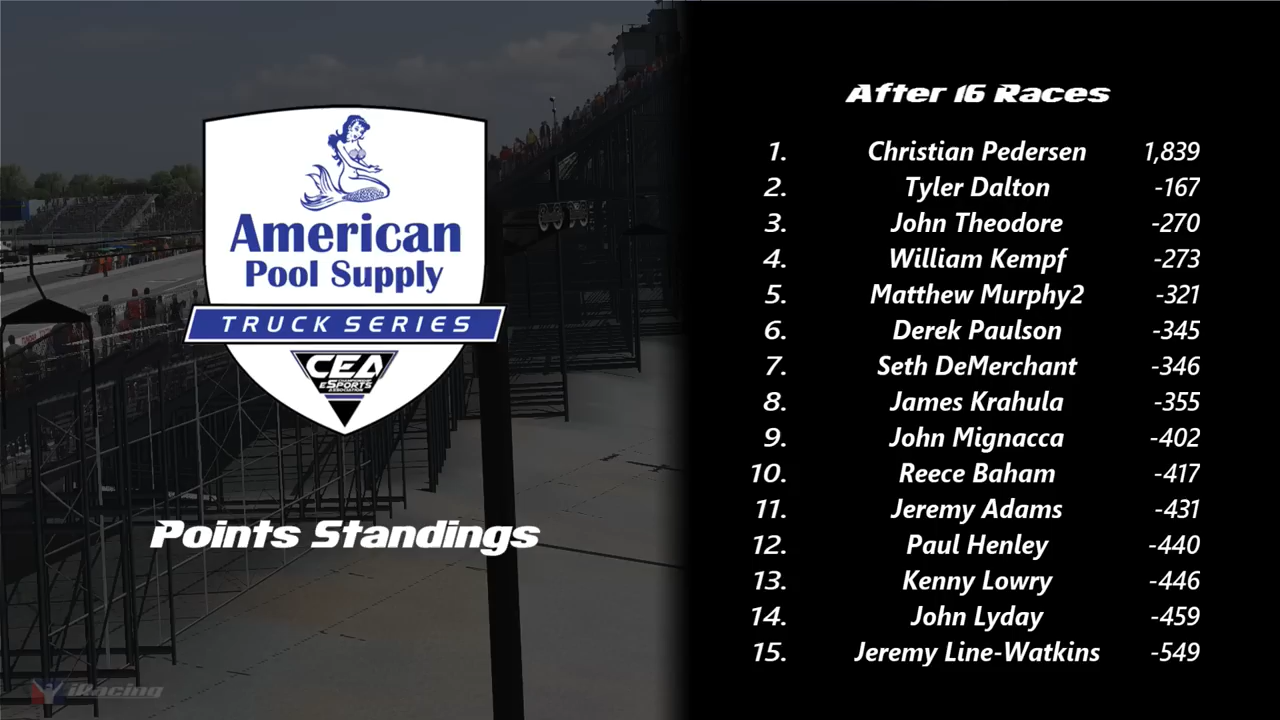 American
Pool Supply
TRUCK SERIES
CEA
CHAMPIONSHIP
eSPORTS
ASSOCIATION
Points Standings
iRacing
After 16 Races
1. Christian Pedersen 1,839
2. Tyler Dalton -167
3. John Theodore -270
4. William Kempf -273
5. Matthew Murphy2 -321
6. Derek Paulson -345
7. Seth DeMerchant -346
8. James Krahula -355
9. John Mignacca -402
10. Reece Baham -417
11. Jeremy Adams -431
12. Paul Henley -440
13. Kenny Lowry -446
14. John Lyday -459
15. Jeremy Line-Watkins -549